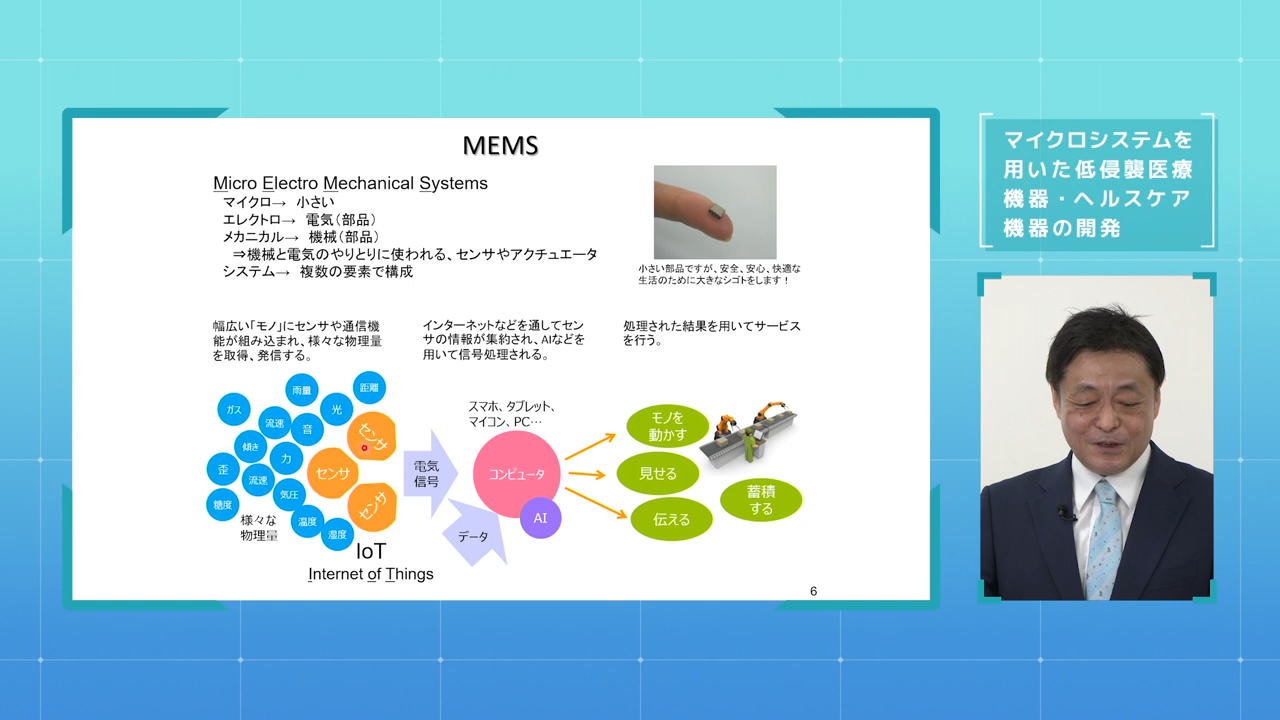 MEMS
Micro Electro Mechanical Systems
マイクロ→ 小さい
エレクトロ→ 電気（部品）
メカニカル→ 機械（部品）
⇒機械と電気のやりとりに使われる、センサやアクチュエータ
システム→ 複数の要素で構成
小さい部品ですが、安全、安心、快適な
生活のために大きなシゴトをします！
幅広い「モノ」にセンサや通信機
能が組み込まれ、様々な物理量
を取得、発信する。
インターネットなどを通してセン
サの情報が集約され、AIなどを
用いて信号処理される。
処理された結果を用いてサービス
を行う。
ガス
雨量
距離
流速
光
音
傾き
力
歪
流速
気圧
糖度
温度
湿度
様々な
物理量
センサ
センサ
センサ
IoT
Internet of Things
電気
信号
スマホ、タブレット、
マイコン、PC…
コンピュータ
AI
データ
モノを
動かす
見せる
伝える
蓄積
する
6
マイクロシステムを
用いた低侵襲医療
機器・ヘルスケア
機器の開発